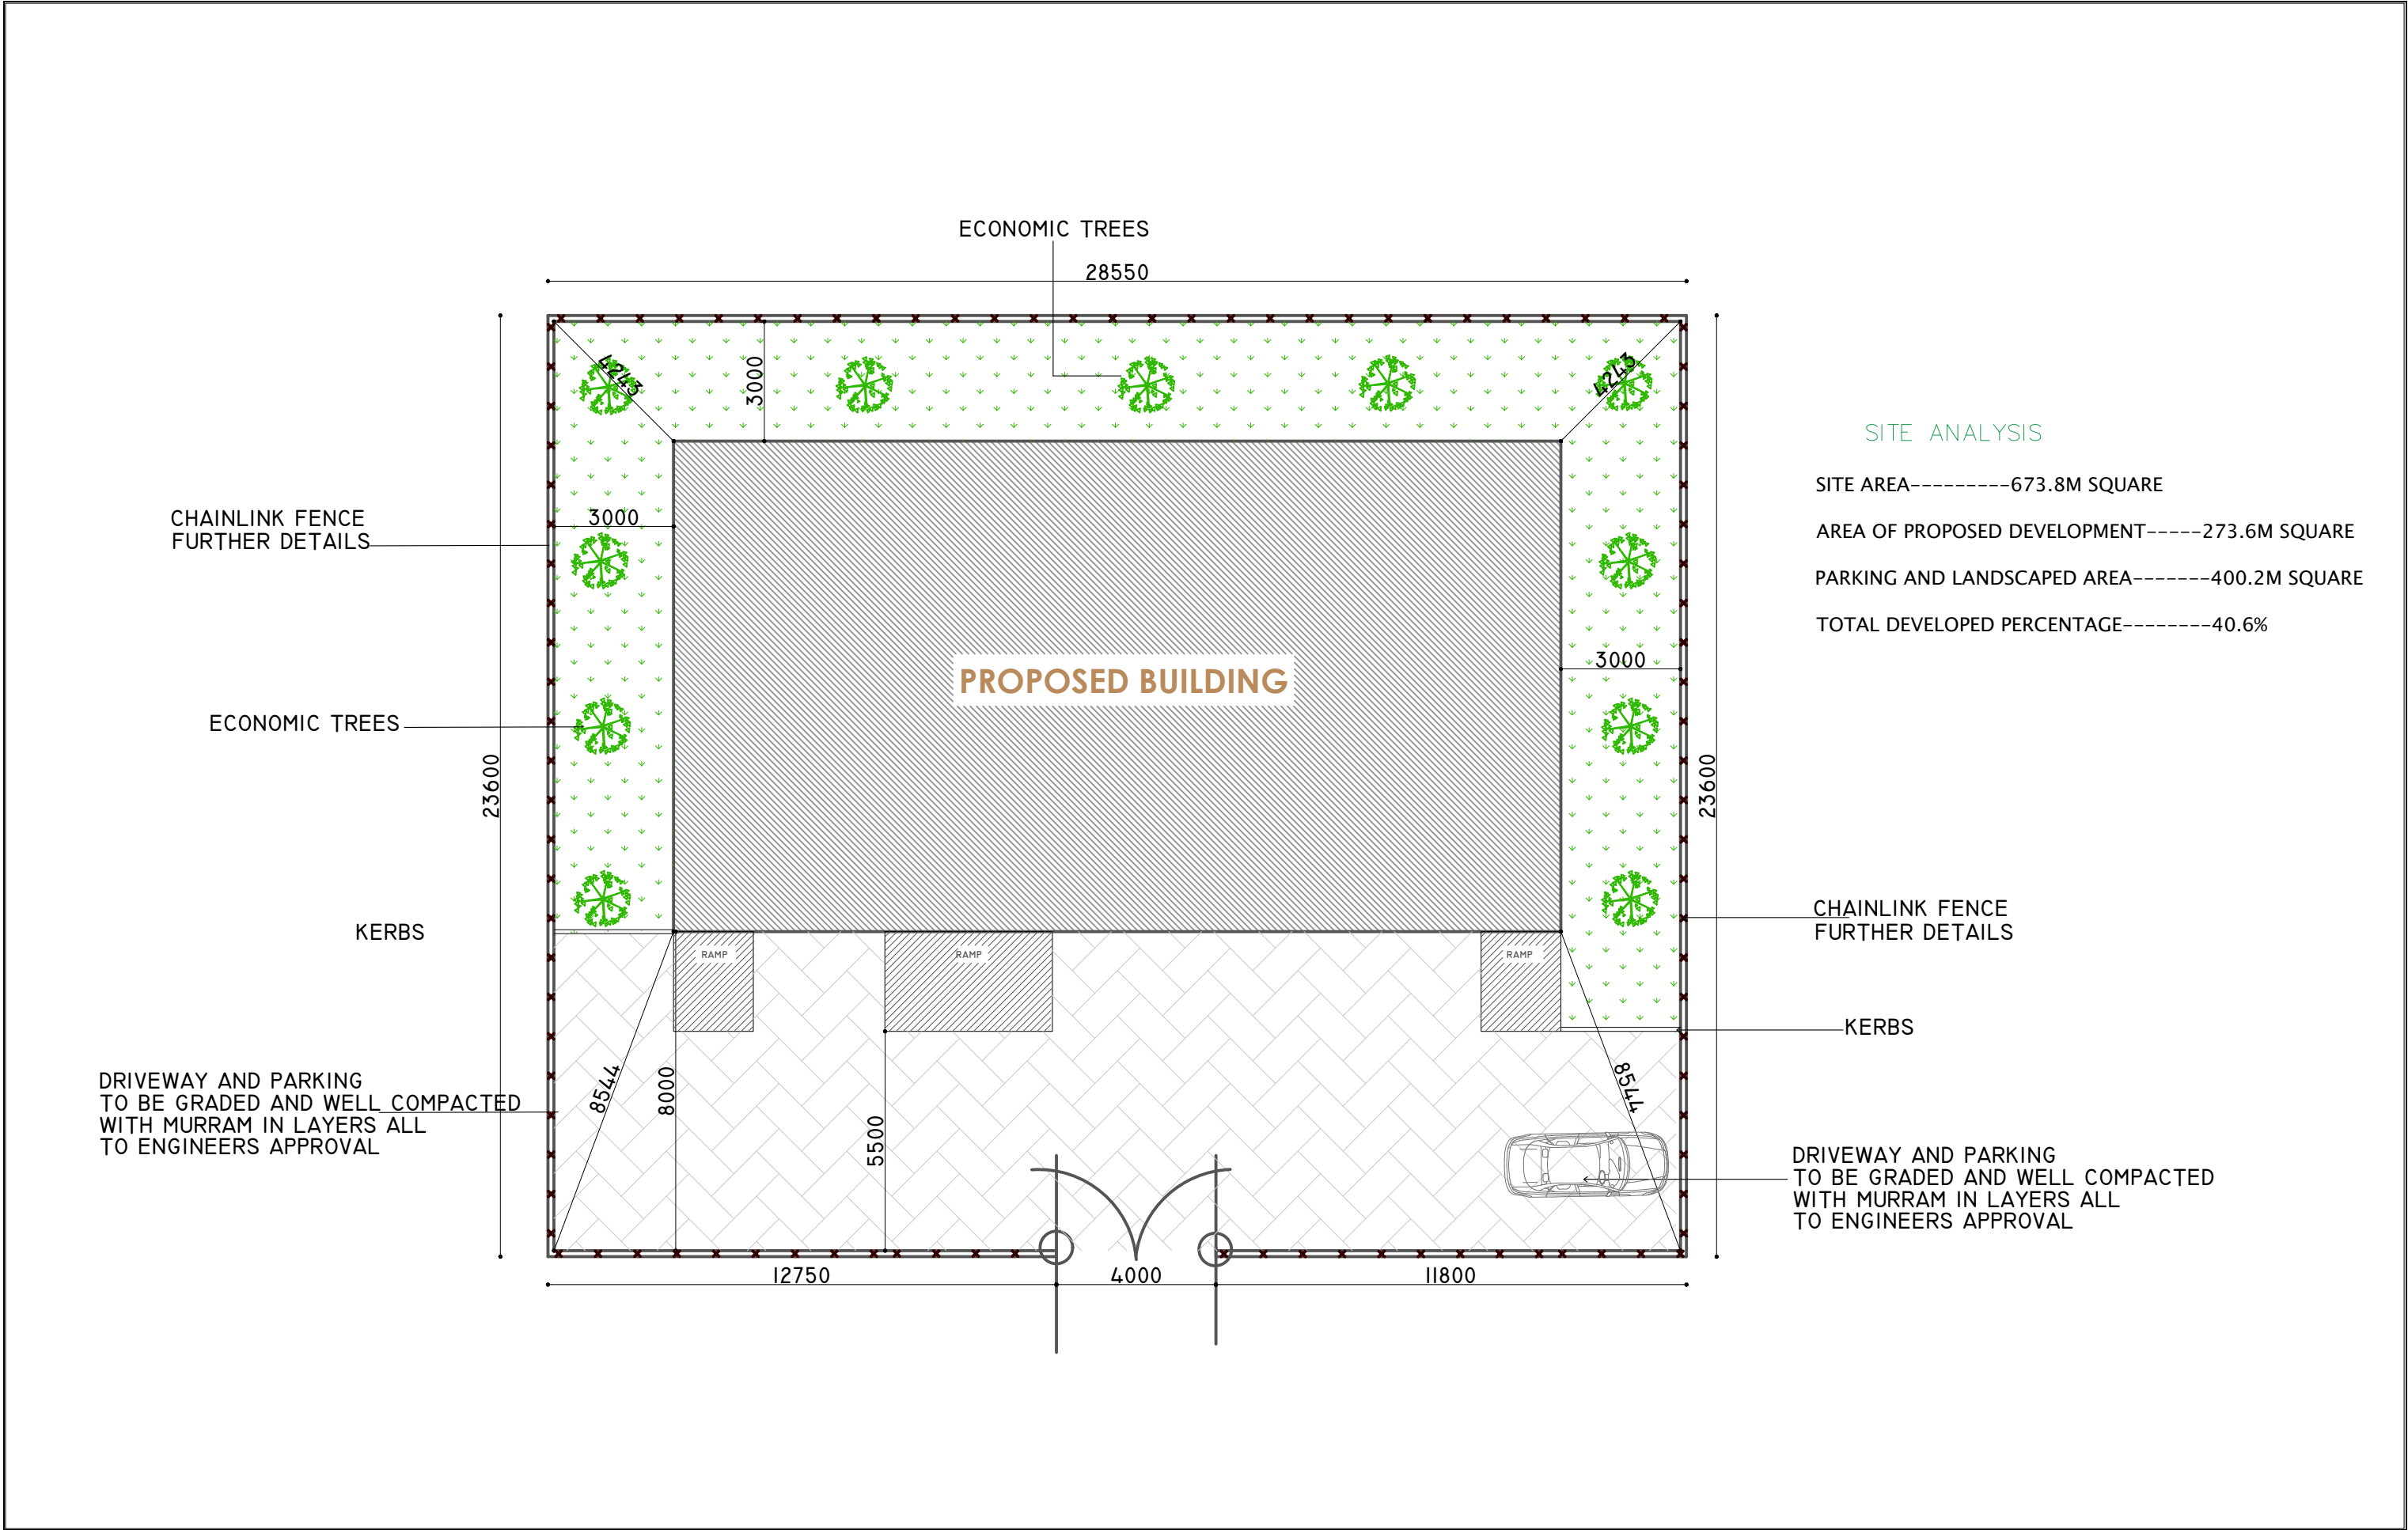 ECONOMIC TREES
28550
4243
3000
4243
SITE ANALYSIS
SITE AREA---------673.8M SQUARE
AREA OF PROPOSED DEVELOPMENT-----273.6M SQUARE
PARKING AND LANDSCAPED AREA-------400.2M SQUARE
TOTAL DEVELOPED PERCENTAGE--------40.6%
CHAINLINK FENCE
FURTHER DETAILS
3000
3000
PROPOSED BUILDING
ECONOMIC TREES
23600
23600
KERBS
CHAINLINK FENCE
FURTHER DETAILS
RAMP
RAMP
RAMP
KERBS
DRIVEWAY AND PARKING
TO BE GRADED AND WELL COMPACTED
WITH MURRAM IN LAYERS ALL
TO ENGINEERS APPROVAL
8544
8000
5500
8544
DRIVEWAY AND PARKING
TO BE GRADED AND WELL COMPACTED
WITH MURRAM IN LAYERS ALL
TO ENGINEERS APPROVAL
12750
4000
11800